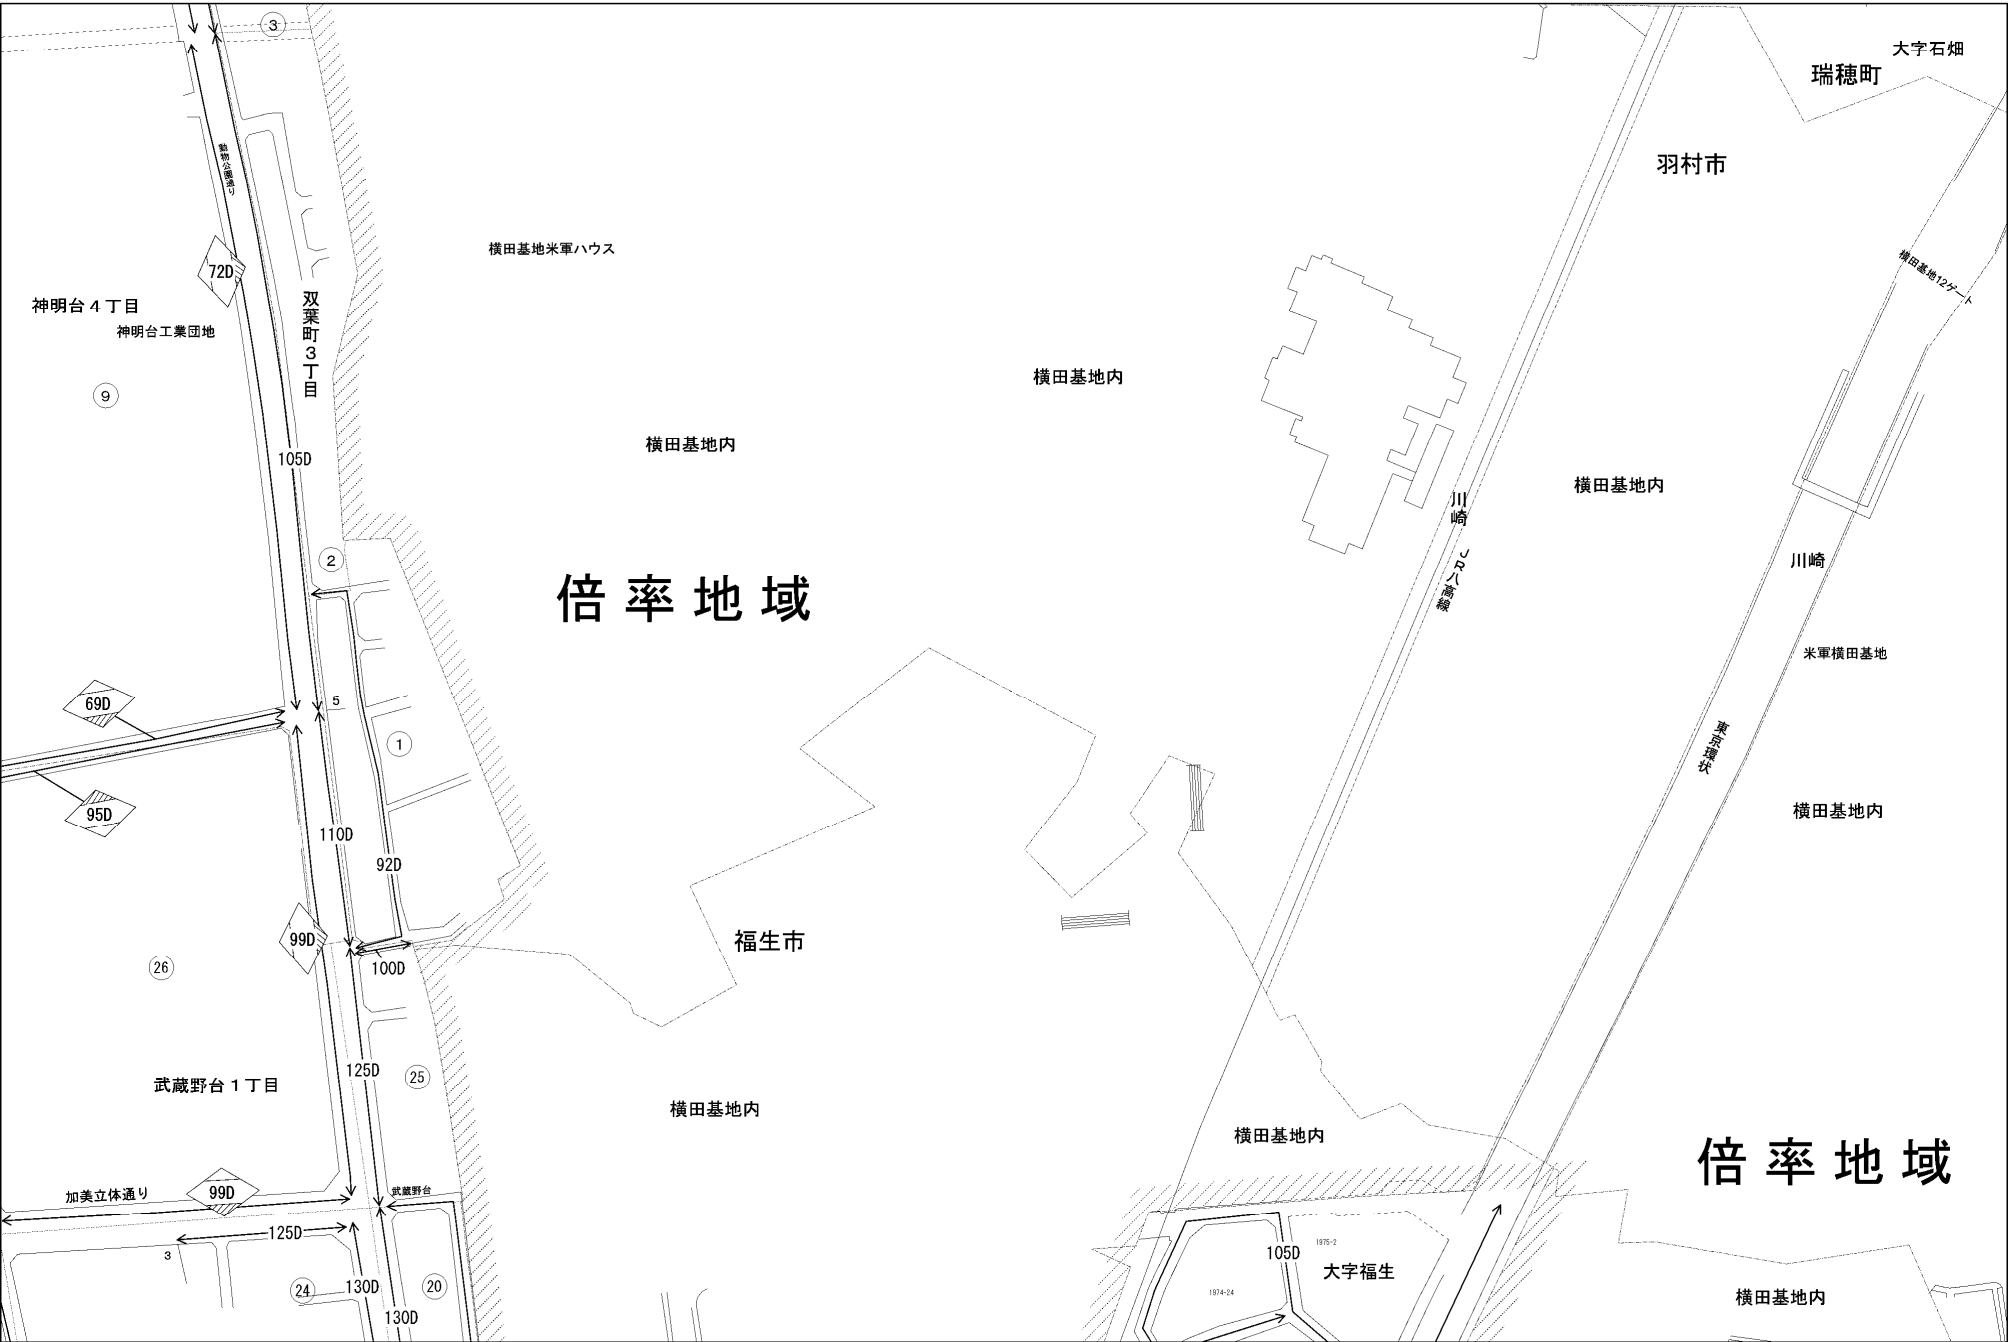 ③
大字石畑
瑞穂町
羽村市
動物公園通り
横田基地米軍ハウス
72D
横田基地12ゲート
神明台4丁目
神明台工業団地
双葉町3丁目
横田基地内
⑨
横田基地内
105D
横田基地内
川崎
JR八高線
②
川崎
倍率地域
米軍横田基地
69D
5
①
東京環状
95D
110D
92D
横田基地内
99D
福生市
㉖
100D
125D
㉕
武蔵野台1丁目
横田基地内
横田基地内
倍率地域
加美立体通り
99D
武蔵野台
125D
3
105D
1975-2
大字福生
㉔
130D
⑳
1974-24
横田基地内
130D